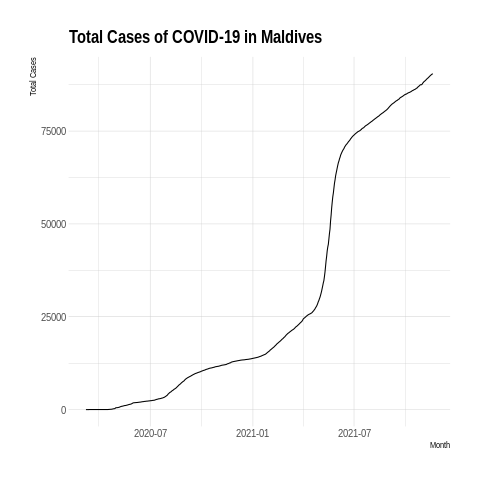 Total Cases of COVID-19 in Maldives
Total Cases
75000
50000
25000
0
2020-07
2021-01
2021-07
Month